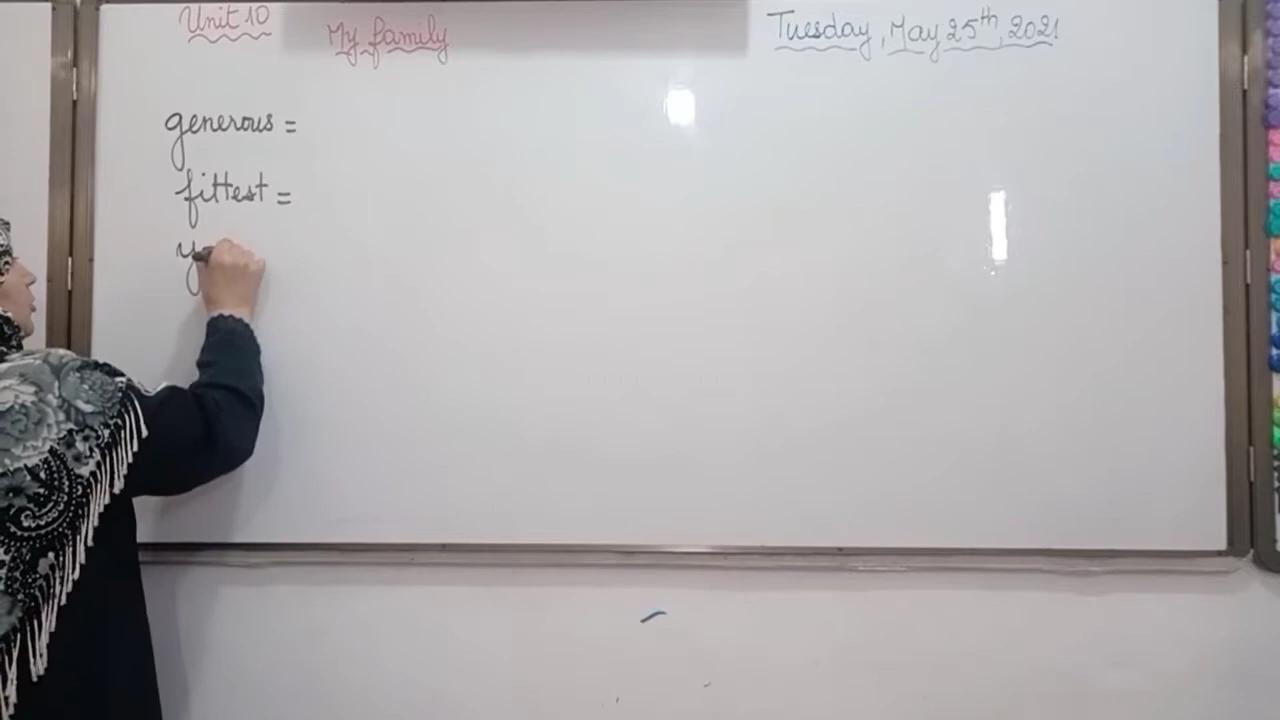 Unit 10
My family
Tuesday, May 25th, 2021
generous =
fittest =
y